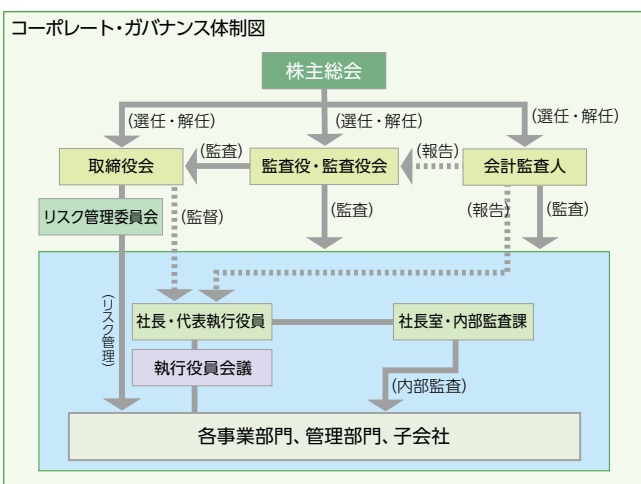 コーポレート・ガバナンス体制図
株主総会
(選任・解任)
(選任・解任)
(選任・解任)
取締役会
(監査)
監査役・監査役会
(報告)
会計監査人
リスク管理委員会
(監督)
(監査)
(報告)
(監査)
(リスク管理)
社長・代表執行役員
社長室・内部監査課
執行役員会議
(内部監査)
各事業部門、管理部門、子会社